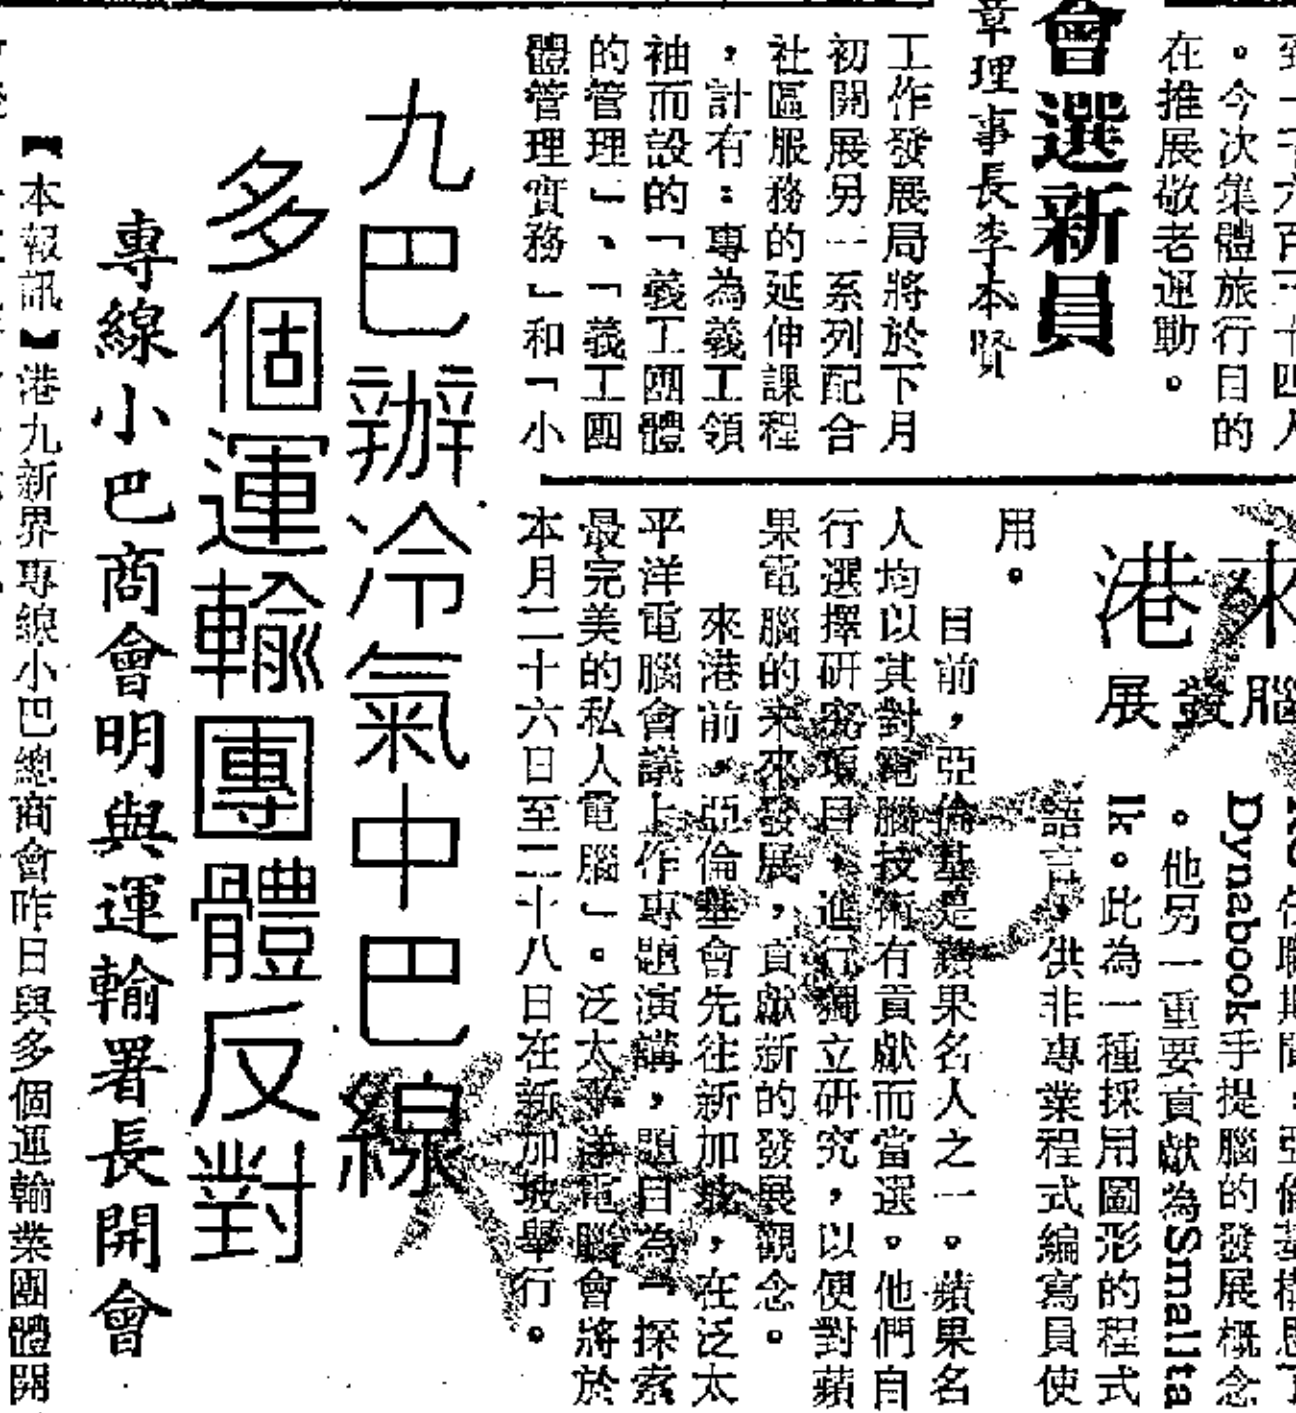 會選新員
章理事長李本賢
。今次集體旅行目的
在推展敬老運動。
工作發展局將於下月
初開展另一系列配合
社區服務的延伸課程
，計有：專為義工領
袖而設的「義工團體
的管理」、「義工團
體管理實務」和「小
來
港
腦
發
展
Dynabook手提腦的發展概念
。他另一重要貢獻為Smallta
lk。此為一種採用圖形的程式
語言，供非專業程式編寫員使
用。
目前，亞倫基是蘋果名人之一。蘋果名
人均以其對電腦技術有貢獻而當選。他們自
行選擇研究項目，進行獨立研究，以便對蘋
果電腦的未來發展，貢獻新的發展觀念。
來港前，亞倫基會先往新加坡，在泛太
平洋電腦會議上作專題演講，題目為「探索
最完美的私人電腦」。泛太平洋電腦會將於
本月二十六日至二十八日在新加坡舉行。
九巴辦冷氣中巴線
多個運輸團體反對
專線小巴商會明與運輸署長開會
【本報訊】港九新界專線小巴總商會昨日與多個運輸業團體開